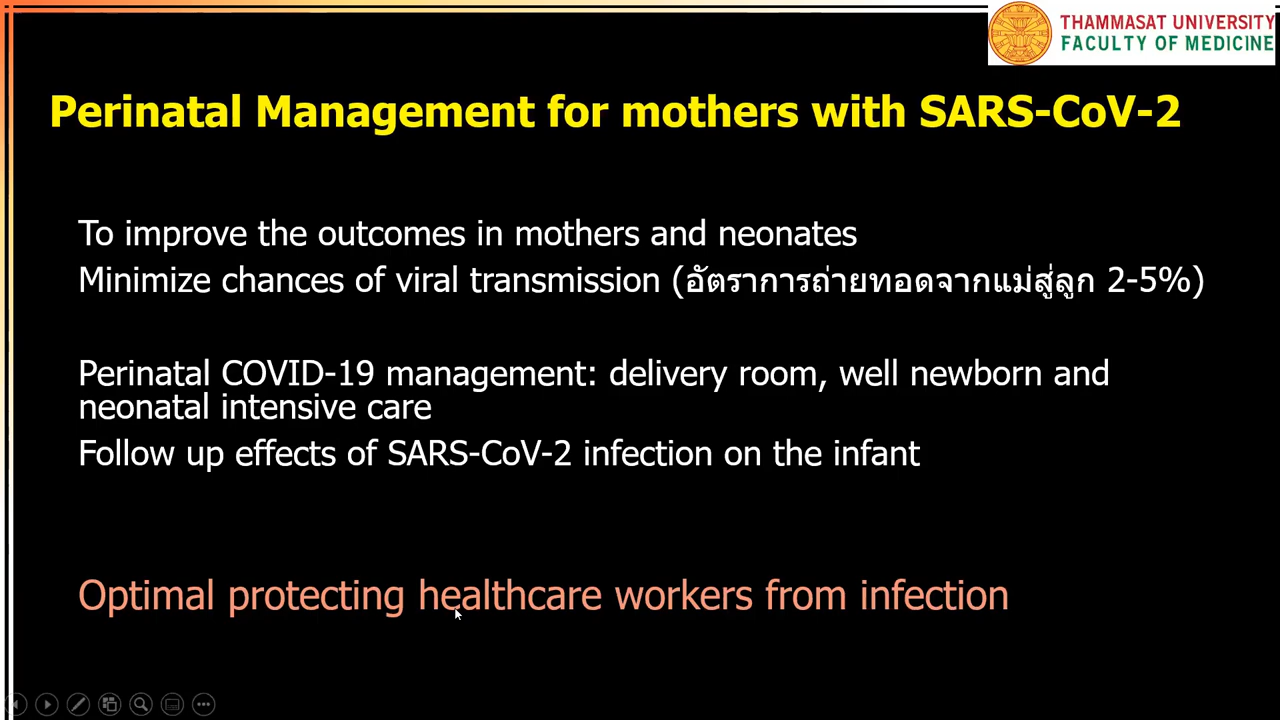 THAMMASAT UNIVERSITY
FACULTY OF MEDICINE
Perinatal Management for mothers with SARS-CoV-2
To improve the outcomes in mothers and neonates
Minimize chances of viral transmission (อัตราการถ่ายทอดจากแม่สู่ลูก 2-5%)
Perinatal COVID-19 management: delivery room, well newborn and
neonatal intensive care
Follow up effects of SARS-CoV-2 infection on the infant
Optimal protecting healthcare workers from infection